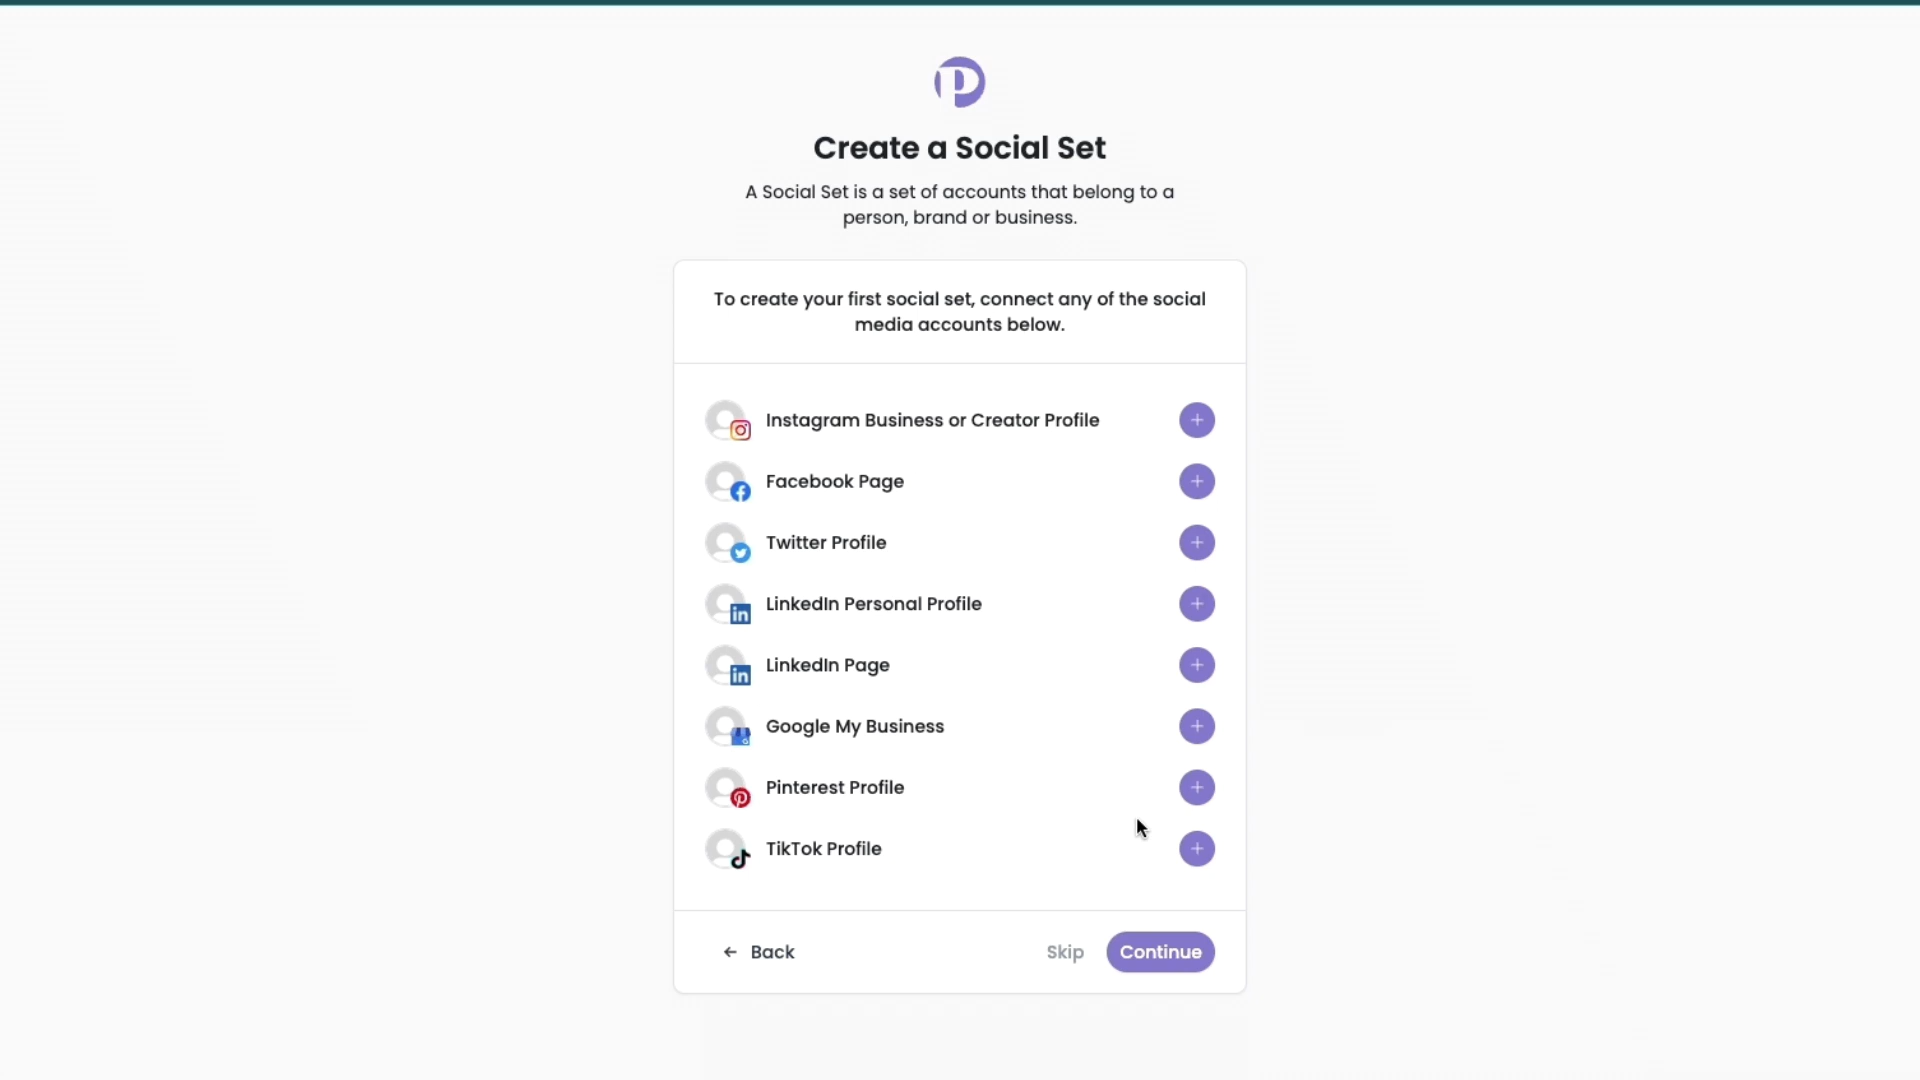 Create a Social Set
A Social Set is a set of accounts that belong to a
person, brand or business.
To create your first social set, connect any of the social
media accounts below.
Instagram Business or Creator Profile
Facebook Page
Twitter Profile
LinkedIn Personal Profile
LinkedIn Page
Google My Business
Pinterest Profile
TikTok Profile
Back
Skip
Continue